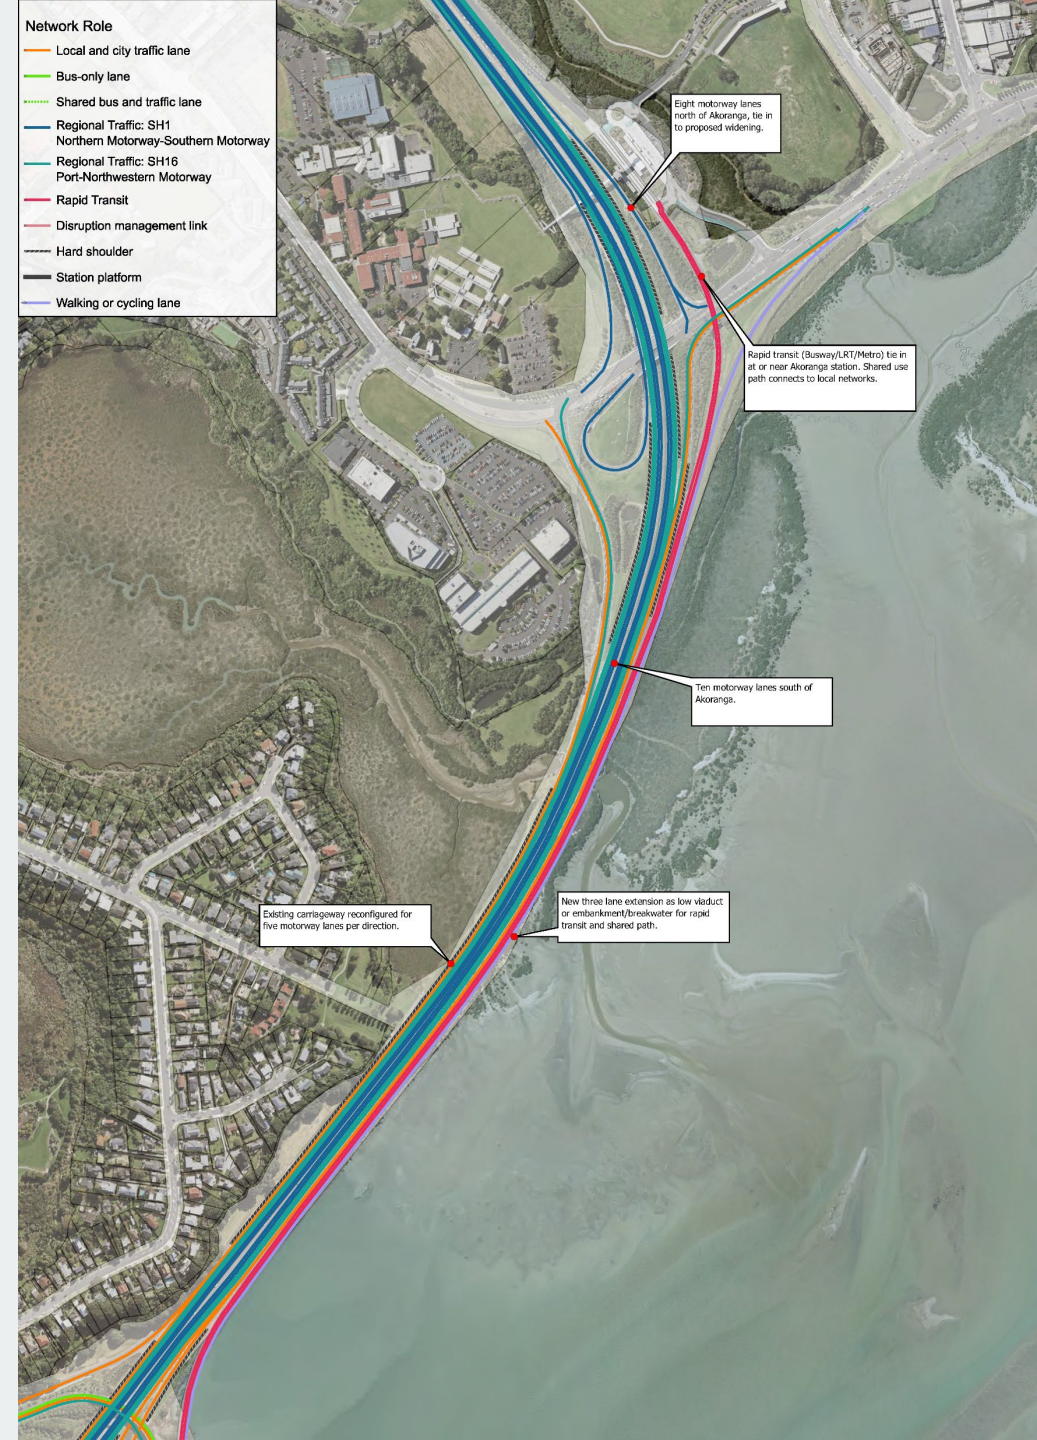 Network Role
Local and city traffic lane
Bus-only lane
Shared bus and traffic lane
Regional Traffic: SH1
Northern Motorway-Southern Motorway
Regional Traffic: SH16
Port-Northwestern Motorway
Rapid Transit
Disruption management link
Hard shoulder
Station platform
Walking or cycling lane
Eight motorway lanes
north of Akoranga, tie in
to proposed widening.
Rapid transit (Busway/LRT/Metro) tie in
at or near Akoranga station. Shared use
path connects to local networks.
Ten motorway lanes south of
Akoranga.
New three lane extension as low viaduct
or embankment/breakwater for rapid
transit and shared path.
Existing carriageway reconfigured for
five motorway lanes per direction.